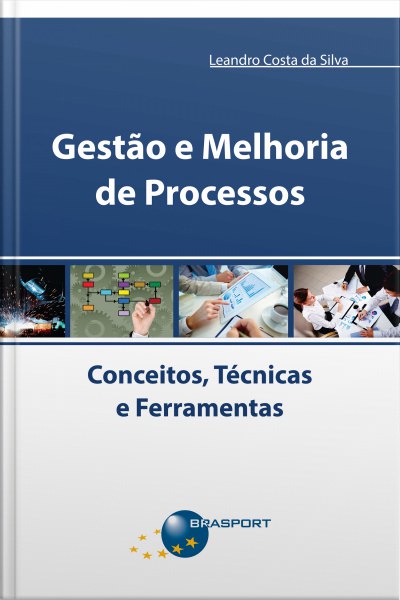 Leandro Costa da Silva
Gestão e Melhoria
de Processos
Conceitos, Técnicas
e Ferramentas
BRASPORT